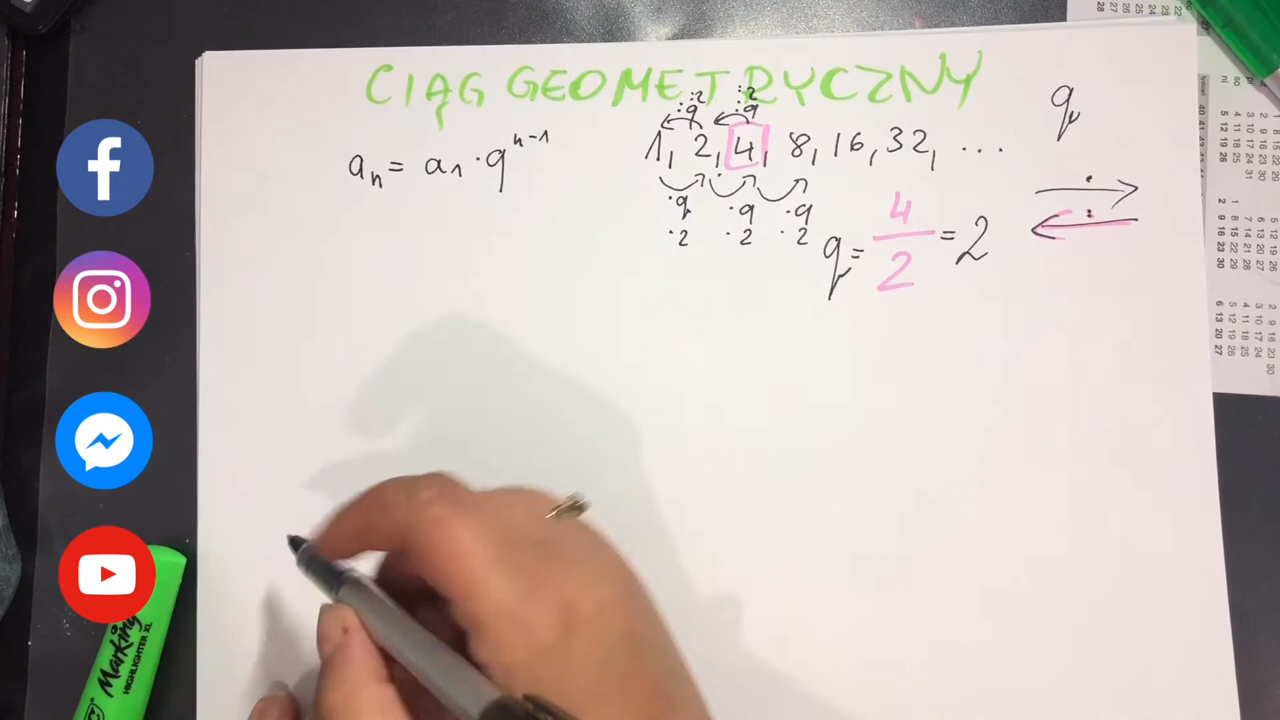 CIĄG GEOMETRYCZNY
:2 :2
:q :q
1, 2, 4, 8, 16, 32, ...
q
aₙ = a₁ · qⁿ⁻¹
·q ·q ·q
·2 ·2 ·2
·
:
q = 4/2 = 2
Marking
HIGHLIGHTER XL